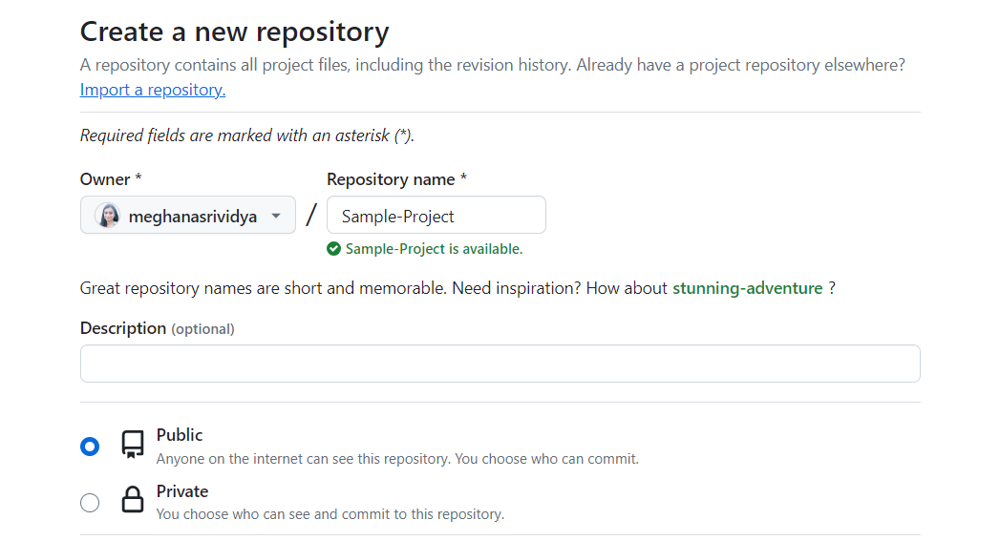 Create a new repository
A repository contains all project files, including the revision history. Already have a project repository elsewhere?
Import a repository.
Required fields are marked with an asterisk (*).
Owner * Repository name *
meghanasrividya / Sample-Project
Sample-Project is available.
Great repository names are short and memorable. Need inspiration? How about stunning-adventure ?
Description (optional)
Public
Anyone on the internet can see this repository. You choose who can commit.
Private
You choose who can see and commit to this repository.